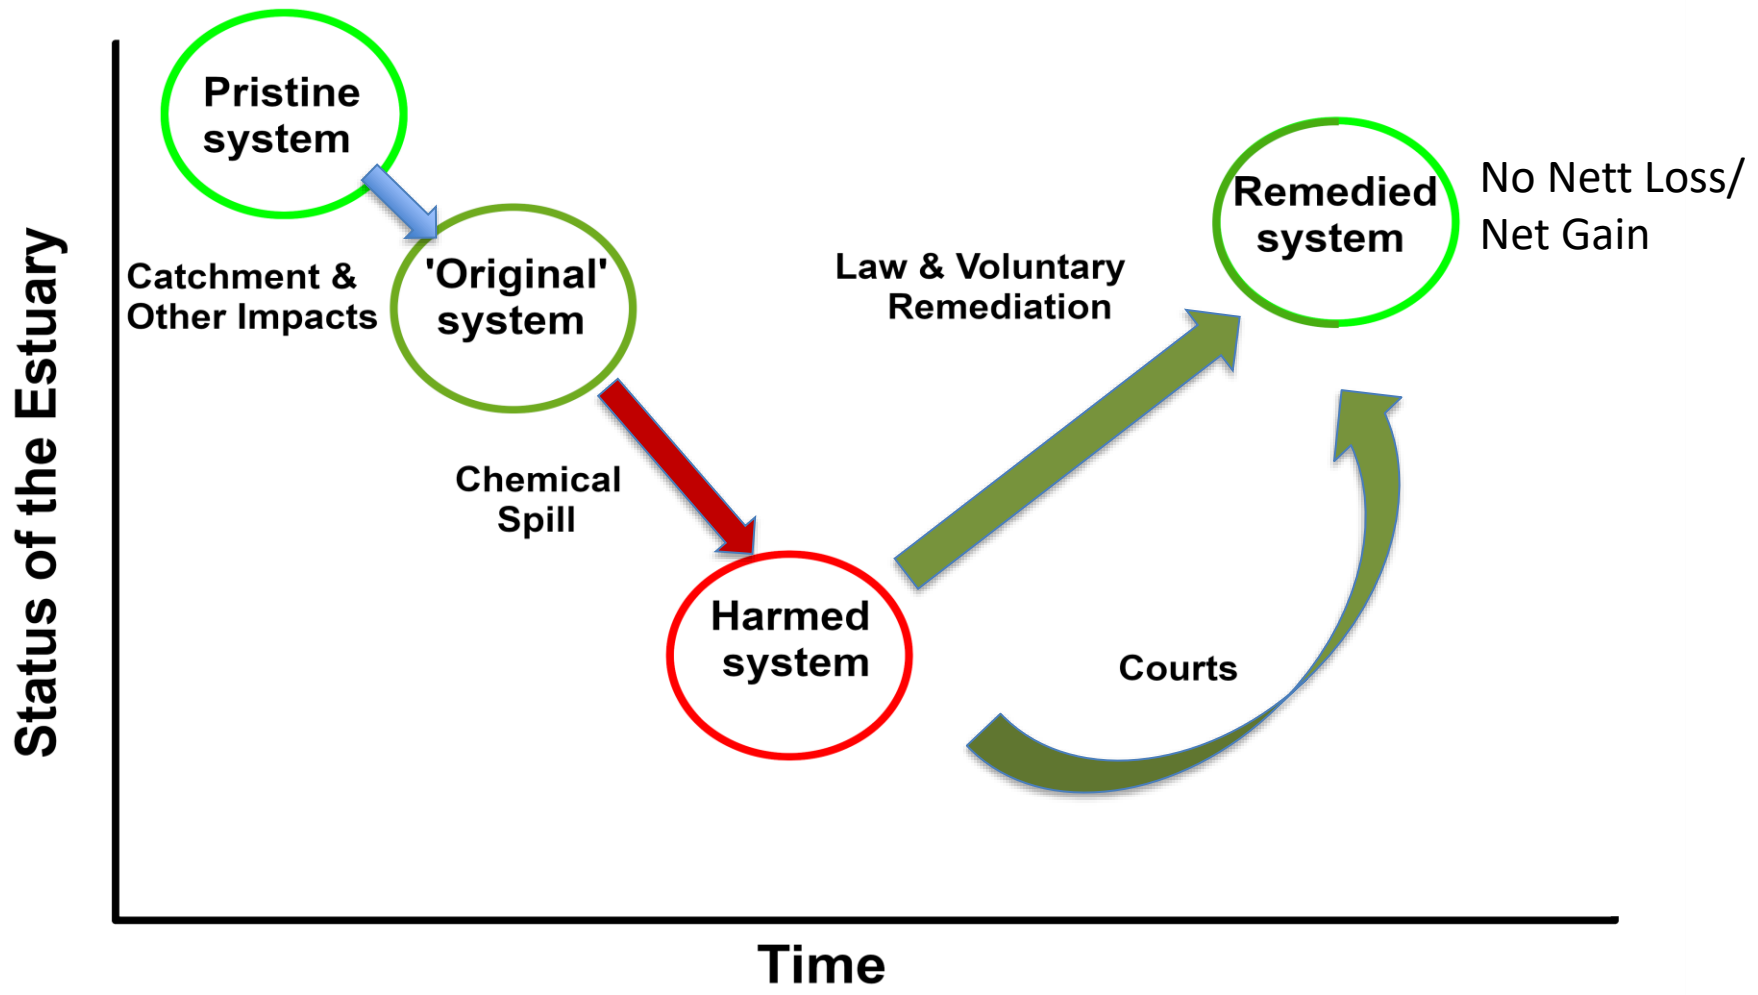 Pristine
system
Catchment &
Other Impacts
'Original'
system
Chemical
Spill
Harmed
system
Law & Voluntary
Remediation
Courts
Remedied
system
No Nett Loss/
Net Gain
Status of the Estuary
Time